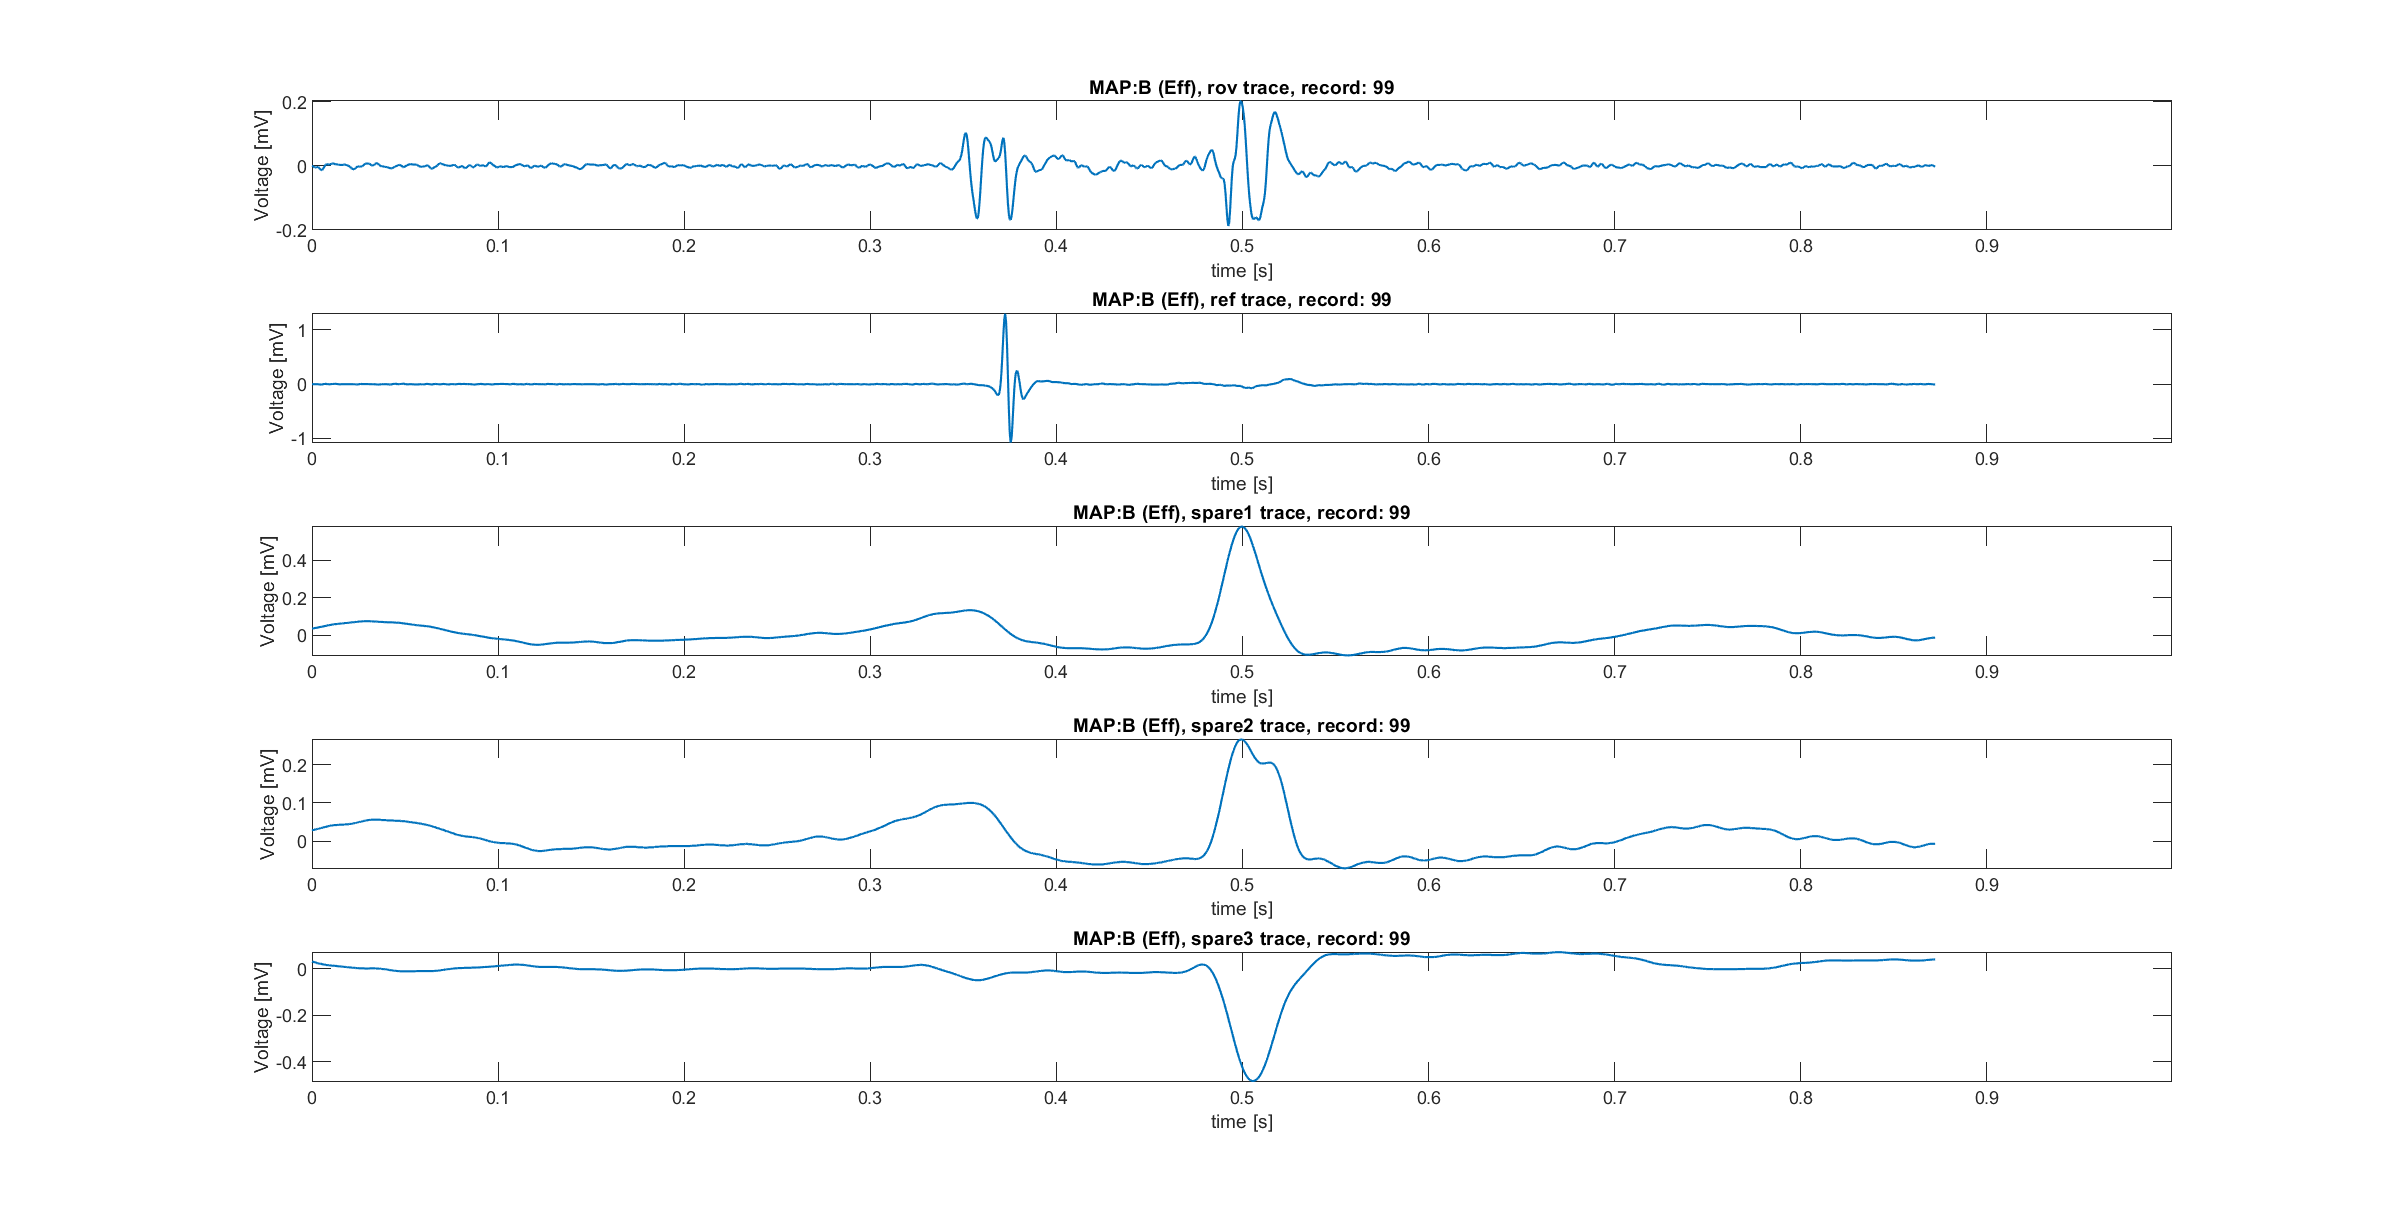 MAP:B (Eff), rov trace, record: 99
Voltage [mV]
0.2
0
-0.2
0 0.1 0.2 0.3 0.4 0.5 0.6 0.7 0.8 0.9
time [s]
MAP:B (Eff), ref trace, record: 99
Voltage [mV]
1
0
-1
0 0.1 0.2 0.3 0.4 0.5 0.6 0.7 0.8 0.9
time [s]
MAP:B (Eff), spare1 trace, record: 99
Voltage [mV]
0.4
0.2
0
0 0.1 0.2 0.3 0.4 0.5 0.6 0.7 0.8 0.9
time [s]
MAP:B (Eff), spare2 trace, record: 99
Voltage [mV]
0.2
0.1
0
0 0.1 0.2 0.3 0.4 0.5 0.6 0.7 0.8 0.9
time [s]
MAP:B (Eff), spare3 trace, record: 99
Voltage [mV]
0
-0.2
-0.4
0 0.1 0.2 0.3 0.4 0.5 0.6 0.7 0.8 0.9
time [s]